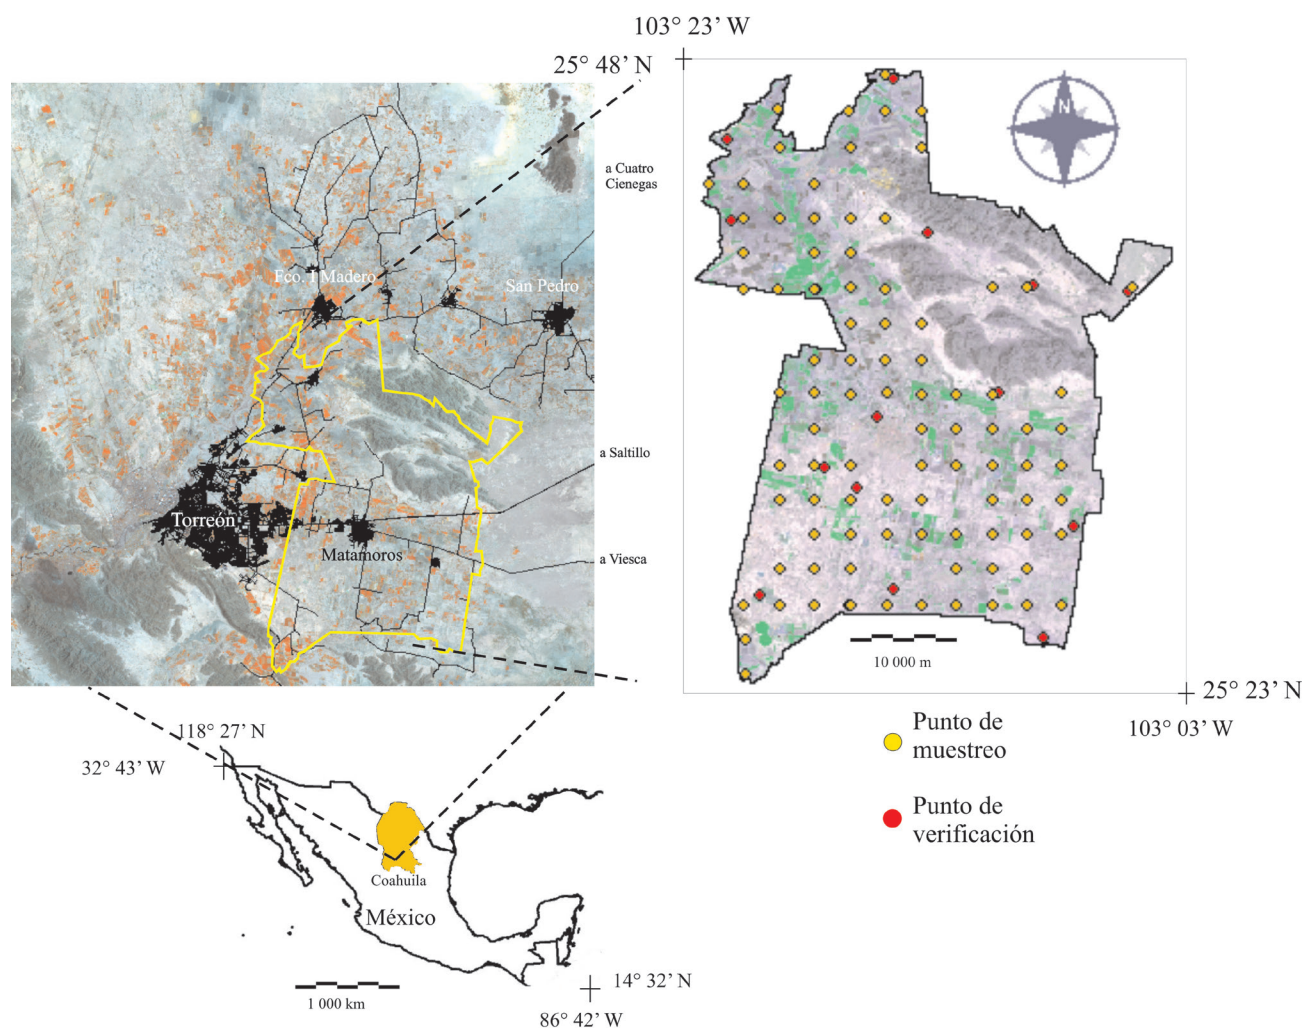 103° 23’ W
25° 48’ N
N
a Cuatro
Cienegas
Fco. I Madero
San Pedro
a Saltillo
Torreón
Matamoros
a Viesca
10 000 m
25° 23’ N
103° 03’ W
118° 27’ N
32° 43’ W
Punto de
muestreo
Punto de
verificación
Coahuila
México
14° 32’ N
1 000 km
86° 42’ W